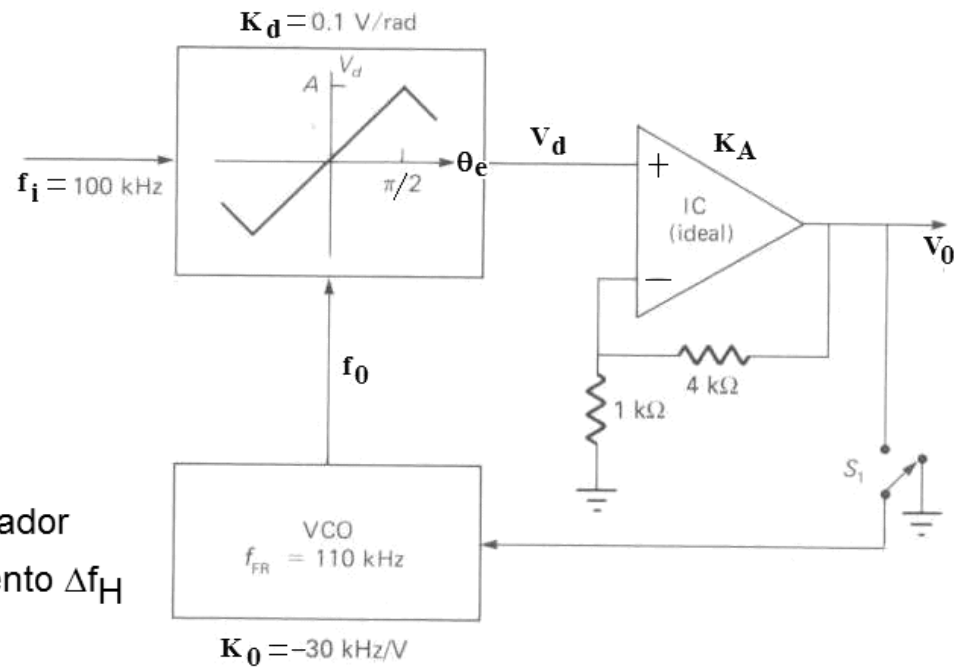 K_d = 0.1 V/rad
V_d
A
π/2
θ_e
f_i = 100 kHz
V_d
K_A
+
IC
(ideal)
−
V_0
f_0
4 kΩ
1 kΩ
S_1
ador
VCO
f_FR = 110 kHz
ento Δf_H
K_0 = −30 kHz/V